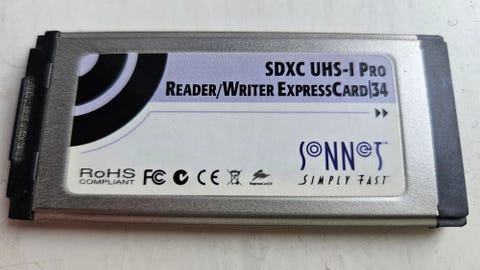 SDXC UHS-I PRO
READER/WRITER EXPRESSCARD|34
SONNET
SIMPLY FAST
RoHS
COMPLIANT
FC CE